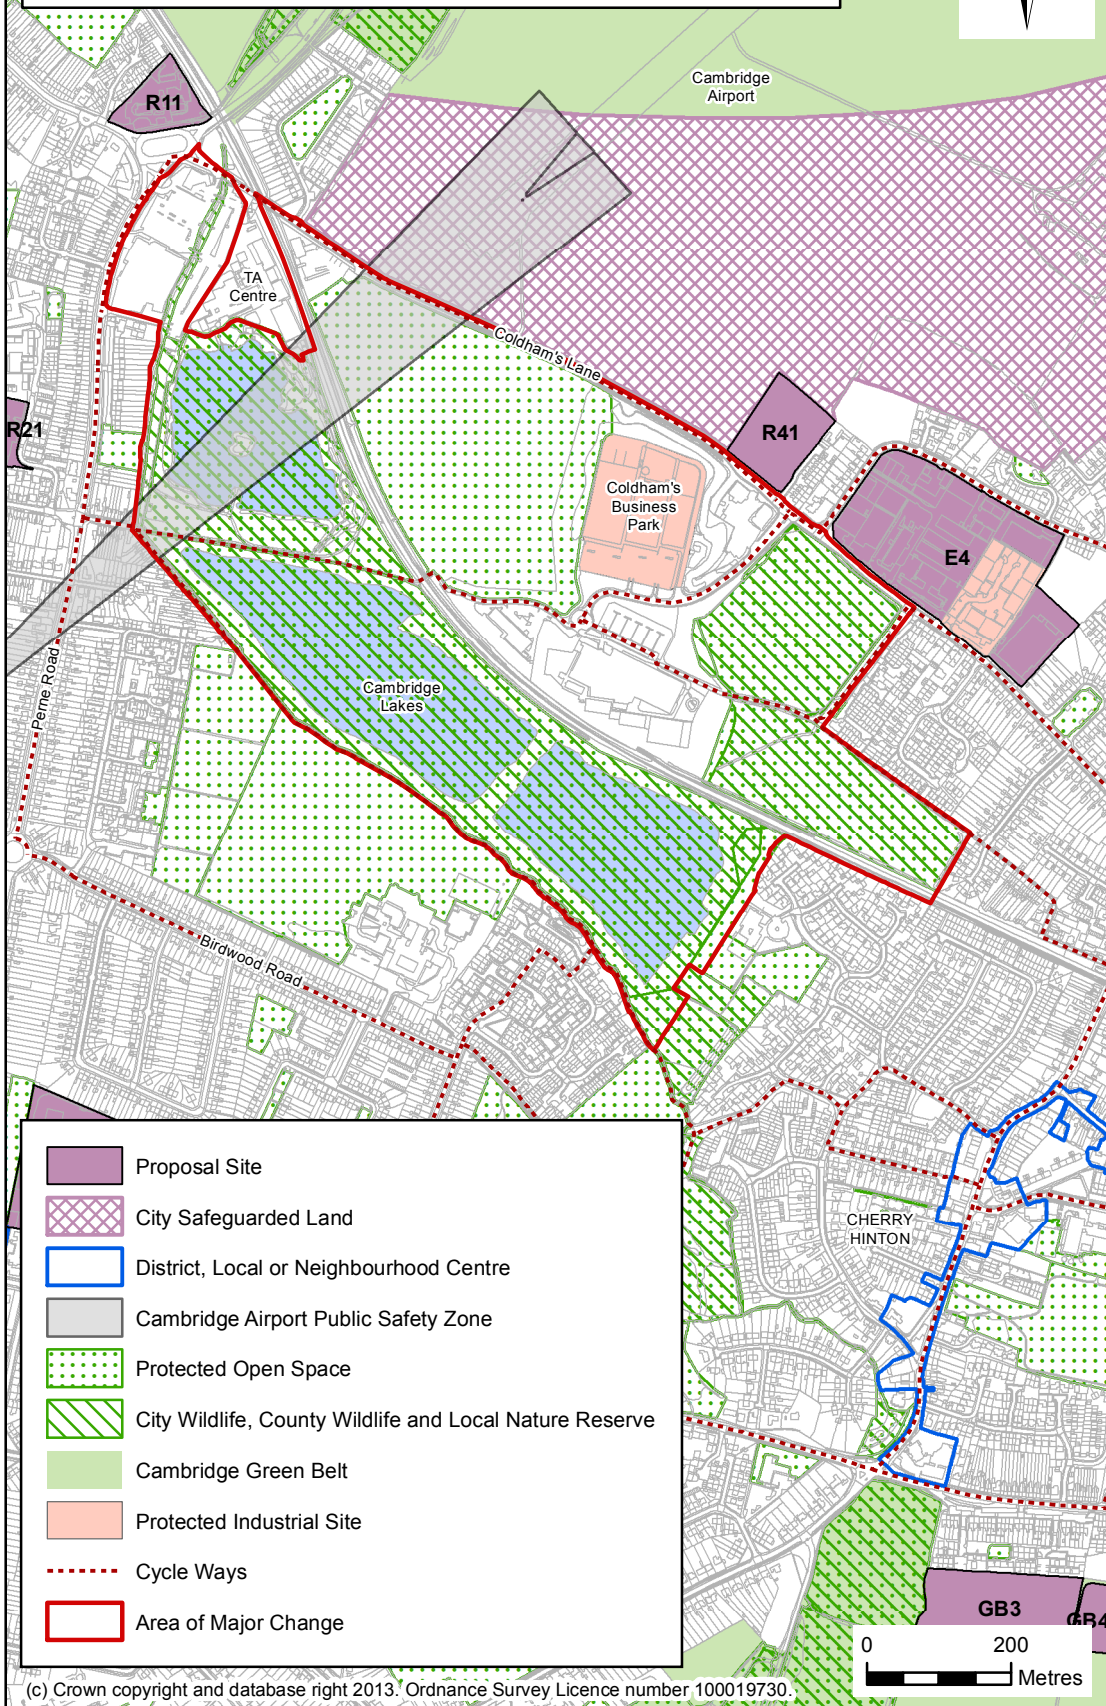 Cambridge
Airport
R11
TA
Centre
Coldham's Lane
R41
R21
Coldham's
Business
Park
E4
Cambridge
Lakes
Perne Road
Birdwood Road
CHERRY
HINTON
Proposal Site
City Safeguarded Land
District, Local or Neighbourhood Centre
Cambridge Airport Public Safety Zone
Protected Open Space
City Wildlife, County Wildlife and Local Nature Reserve
Cambridge Green Belt
Protected Industrial Site
Cycle Ways
Area of Major Change
GB3
GB4
0 200
Metres
(c) Crown copyright and database right 2013. Ordnance Survey Licence number 100019730.